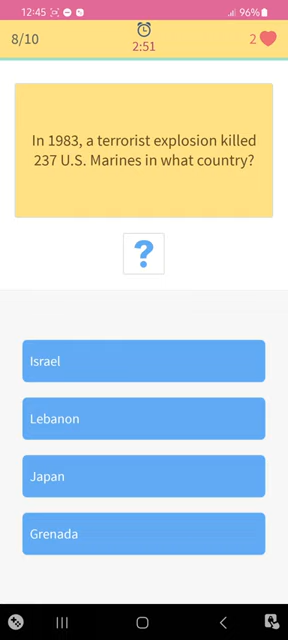 12:45
96%
8/10
2:51
2
In 1983, a terrorist explosion killed
237 U.S. Marines in what country?
?
Israel
Lebanon
Japan
Grenada